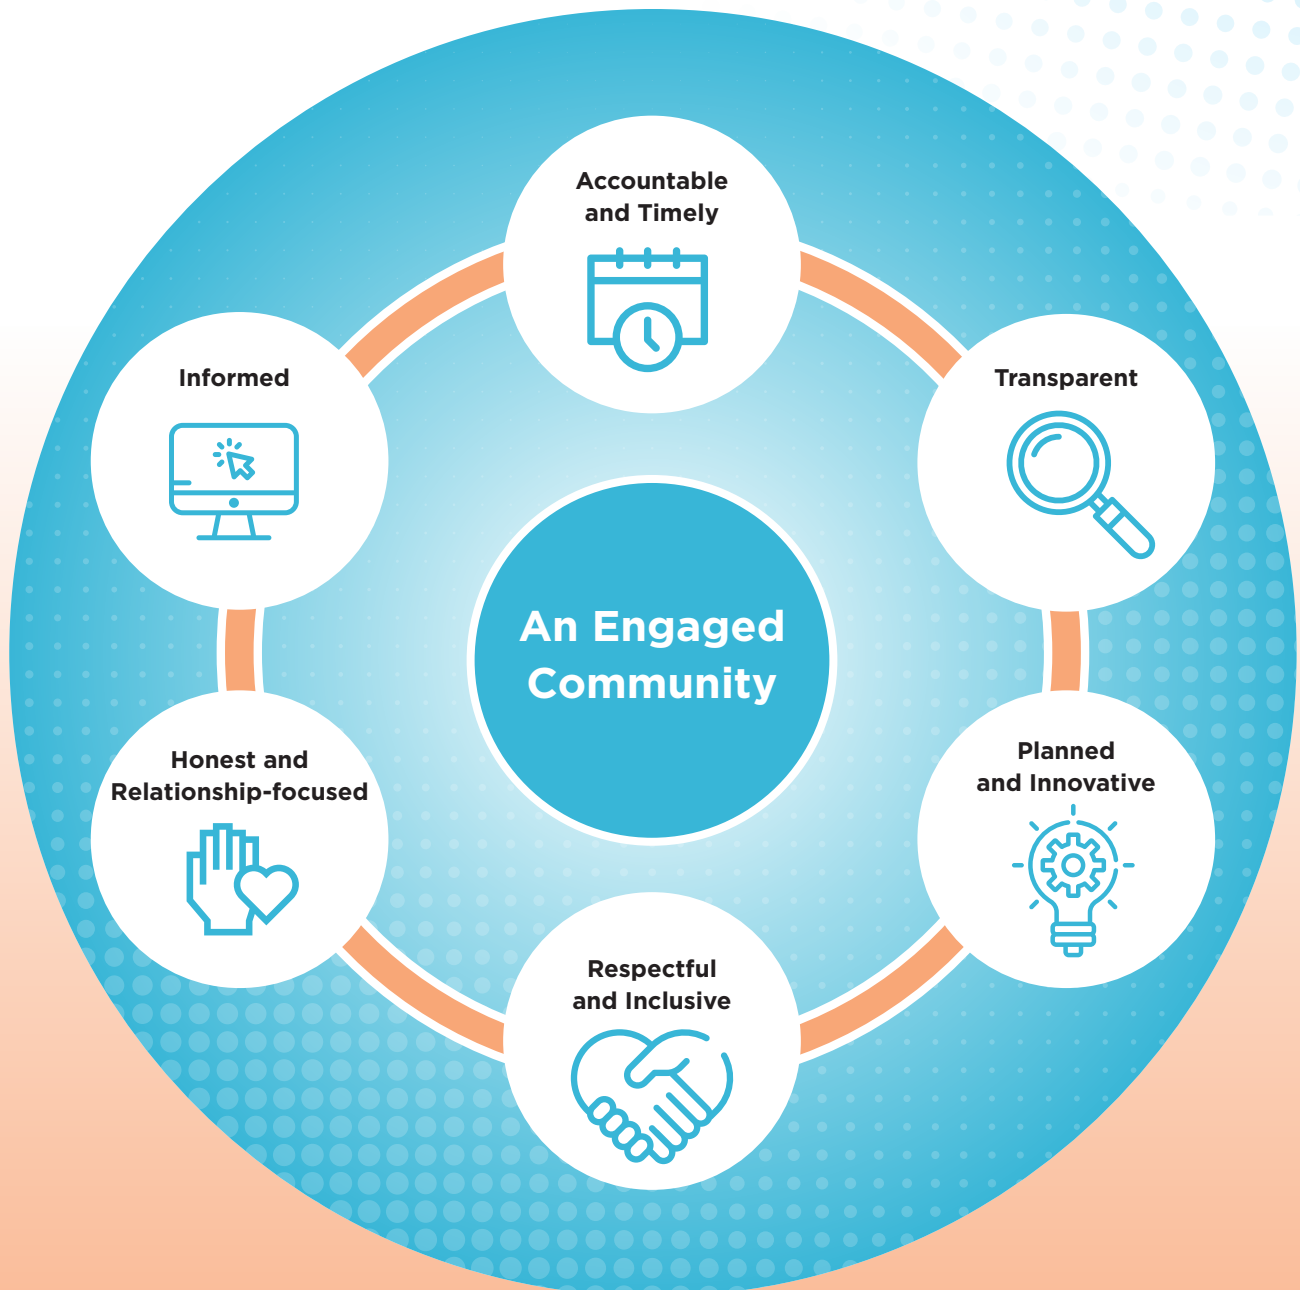 Accountable
and Timely
Informed
Transparent
An Engaged
Community
Honest and
Relationship-focused
Planned
and Innovative
Respectful
and Inclusive